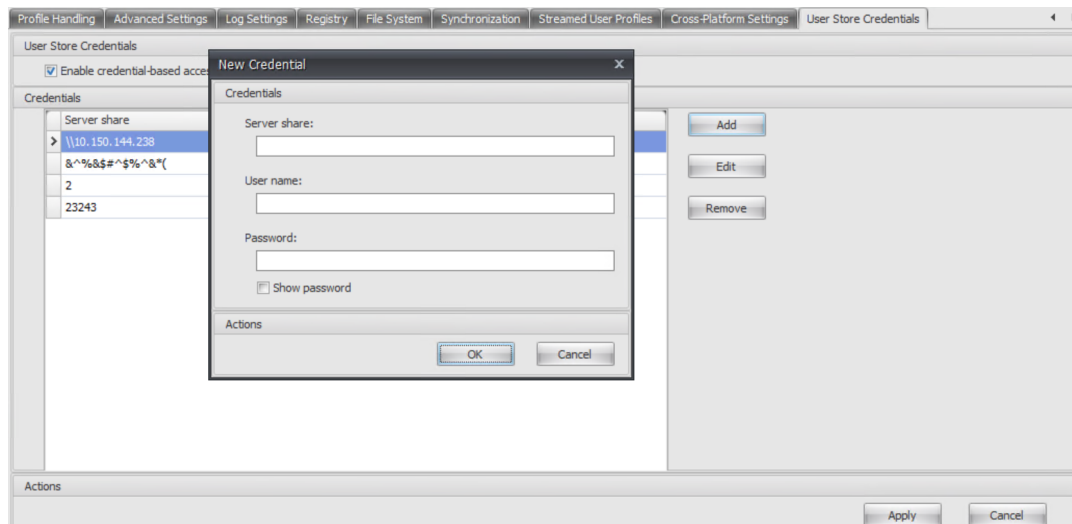 Profile Handling Advanced Settings Log Settings Registry File System Synchronization Streamed User Profiles Cross-Platform Settings User Store Credentials
User Store Credentials
Enable credential-based
Credentials
Server share
\\10.150.144.238
&^%&$#^$%^&*(
2
23243
New Credential
Credentials
Server share:
User name:
Password:
Show password
Actions
OK Cancel
Add
Edit
Remove
Actions
Apply Cancel